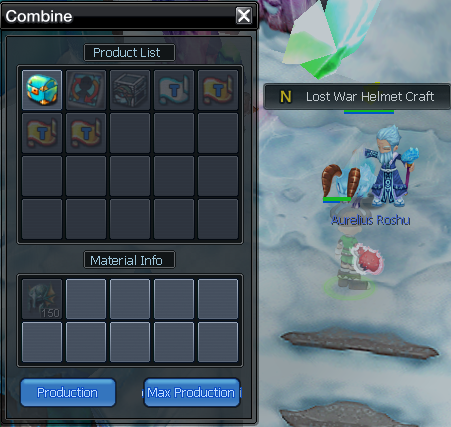 Combine
Product List
T T
T T
N Lost War Helmet Craft
Aurelius Roshu
Material Info
150
Production
Max Production